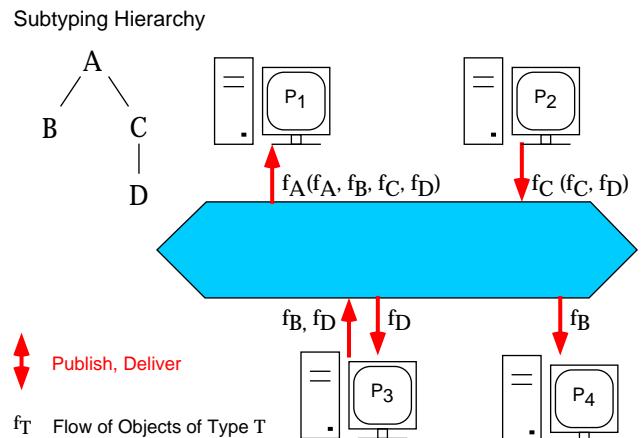 Subtyping Hierarchy
A
B C
D
P1
P2
fA(fA, fB, fC, fD)
fC (fC, fD)
fB, fD
fD
fB
Publish, Deliver
P3
P4
fT Flow of Objects of Type T